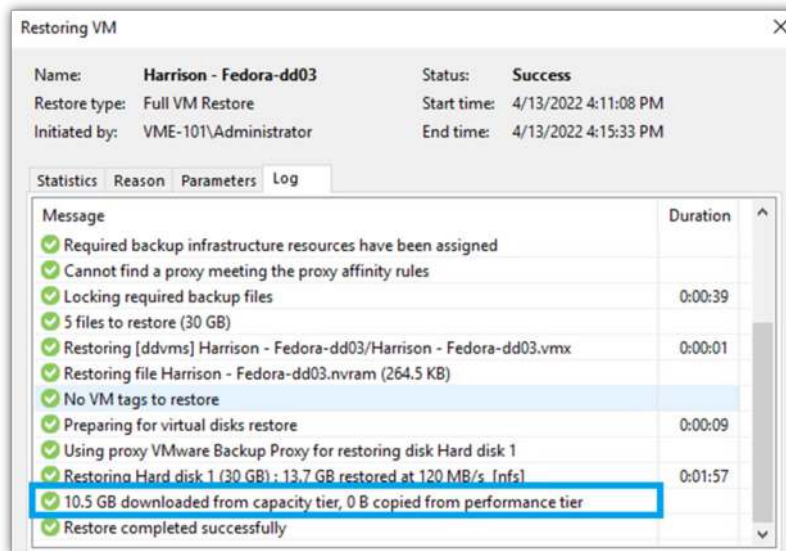 Restoring VM
Name: Harrison - Fedora-dd03 Status: Success
Restore type: Full VM Restore Start time: 4/13/2022 4:11:08 PM
Initiated by: VME-101\Administrator End time: 4/13/2022 4:15:33 PM
Statistics Reason Parameters Log
Message Duration
Required backup infrastructure resources have been assigned
Cannot find a proxy meeting the proxy affinity rules
Locking required backup files 0:00:39
5 files to restore (30 GB)
Restoring [ddvms] Harrison - Fedora-dd03/Harrison - Fedora-dd03.vmx 0:00:01
Restoring file Harrison - Fedora-dd03.nvram (264.5 KB)
No VM tags to restore
Preparing for virtual disks restore 0:00:09
Using proxy VMware Backup Proxy for restoring disk Hard disk 1
Restoring Hard disk 1 (30 GB) : 13.7 GB restored at 120 MB/s [nfs] 0:01:57
10.5 GB downloaded from capacity tier, 0 B copied from performance tier
Restore completed successfully